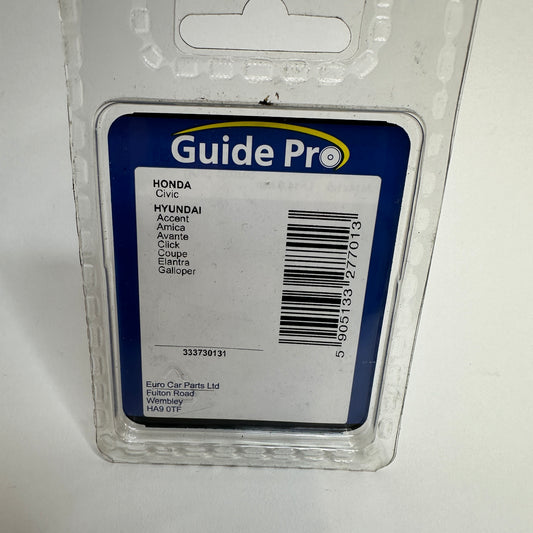 Guide Pro
HONDA
Civic
HYUNDAI
Accent
Amica
Avante
Click
Coupe
Elantra
Galloper
5 905133 277013
333730131
Euro Car Parts Ltd
Fulton Road
Wembley
HA9 0TF